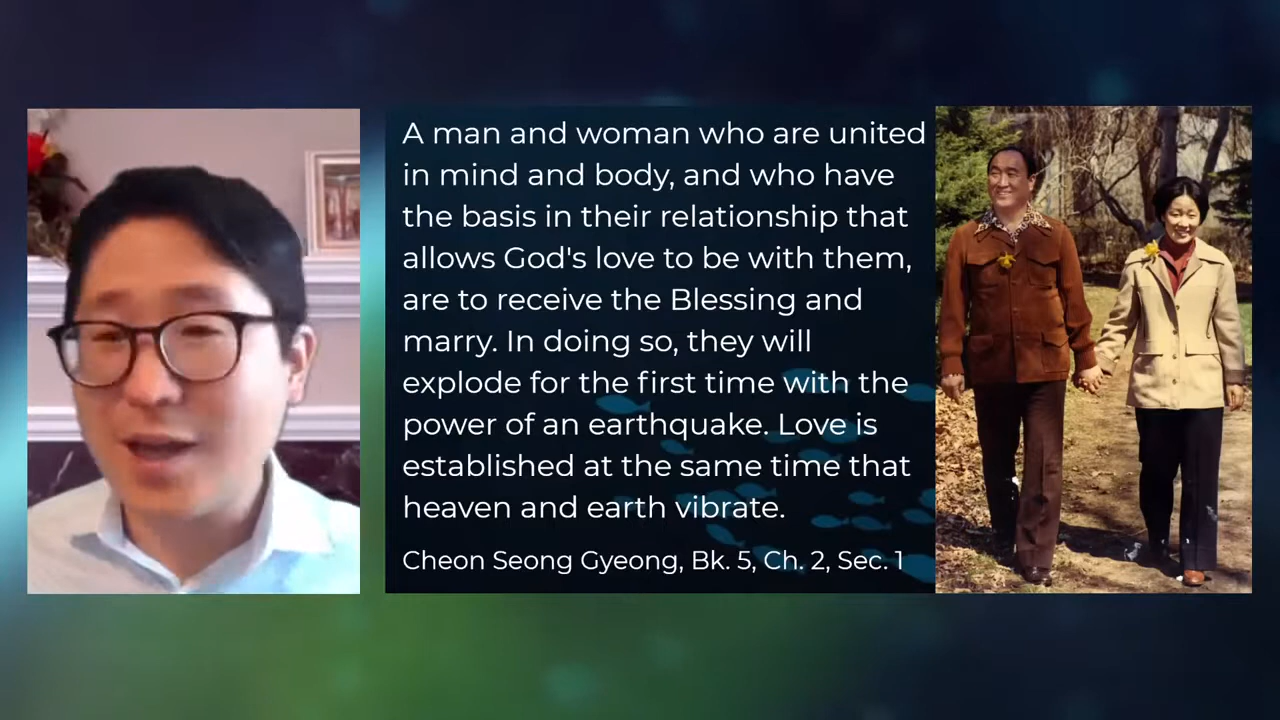 A man and woman who are united
in mind and body, and who have
the basis in their relationship that
allows God's love to be with them,
are to receive the Blessing and
marry. In doing so, they will
explode for the first time with the
power of an earthquake. Love is
established at the same time that
heaven and earth vibrate.
Cheon Seong Gyeong, Bk. 5, Ch. 2, Sec. 1